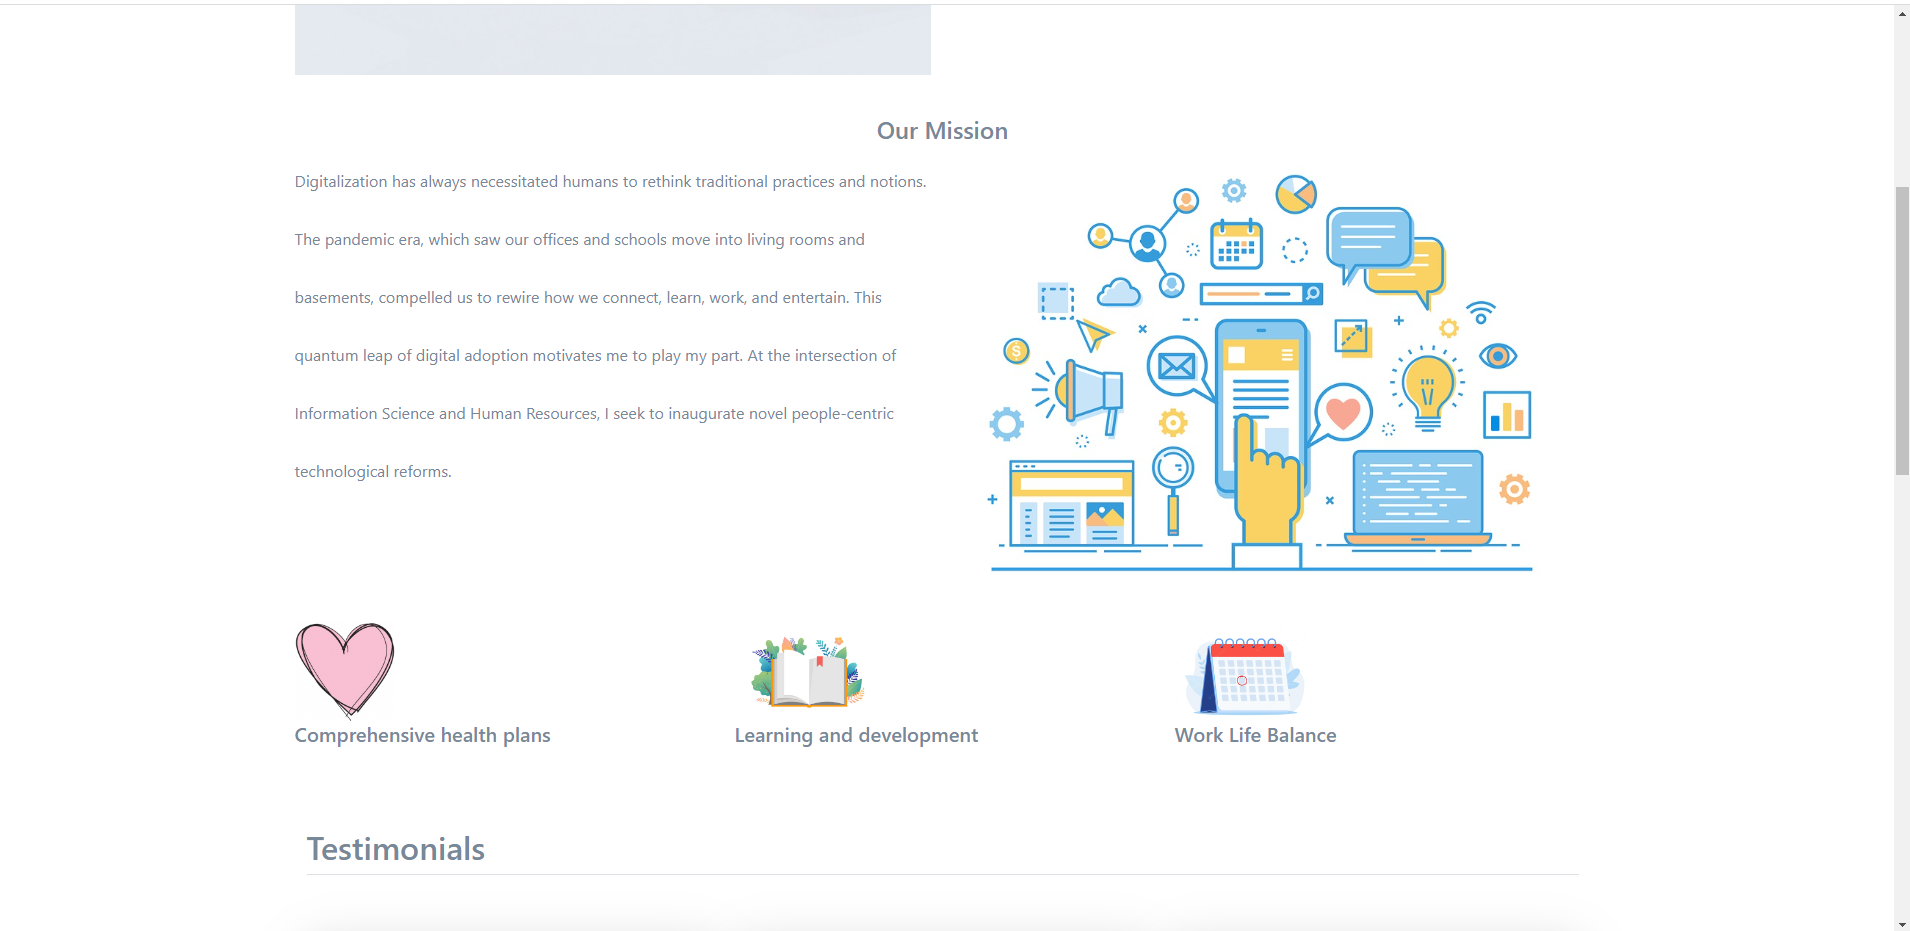 Our Mission
Digitalization has always necessitated humans to rethink traditional practices and notions.
The pandemic era, which saw our offices and schools move into living rooms and
basements, compelled us to rewire how we connect, learn, work, and entertain. This
quantum leap of digital adoption motivates me to play my part. At the intersection of
Information Science and Human Resources, I seek to inaugurate novel people-centric
technological reforms.
$
Comprehensive health plans
Learning and development
Work Life Balance
Testimonials